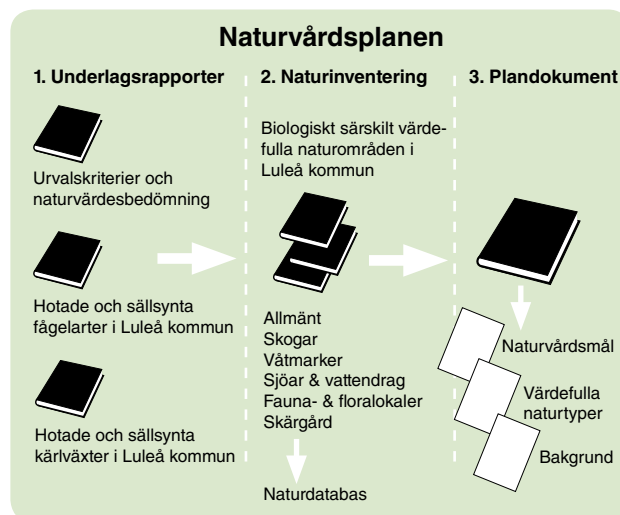 Naturvårdsplanen
1. Underlagsrapporter
Urvalskriterier och
naturvärdesbedömning
Hotade och sällsynta
fågelarter i Luleå kommun
Hotade och sällsynta
kärlväxter i Luleå kommun
2. Naturinventering
Biologiskt särskilt värde-
fulla naturområden i
Luleå kommun
Allmänt
Skogar
Våtmarker
Sjöar & vattendrag
Fauna- & floralokaler
Skärgård
Naturdatabas
3. Plandokument
Naturvårdsmål
Värdefulla
naturtyper
Bakgrund